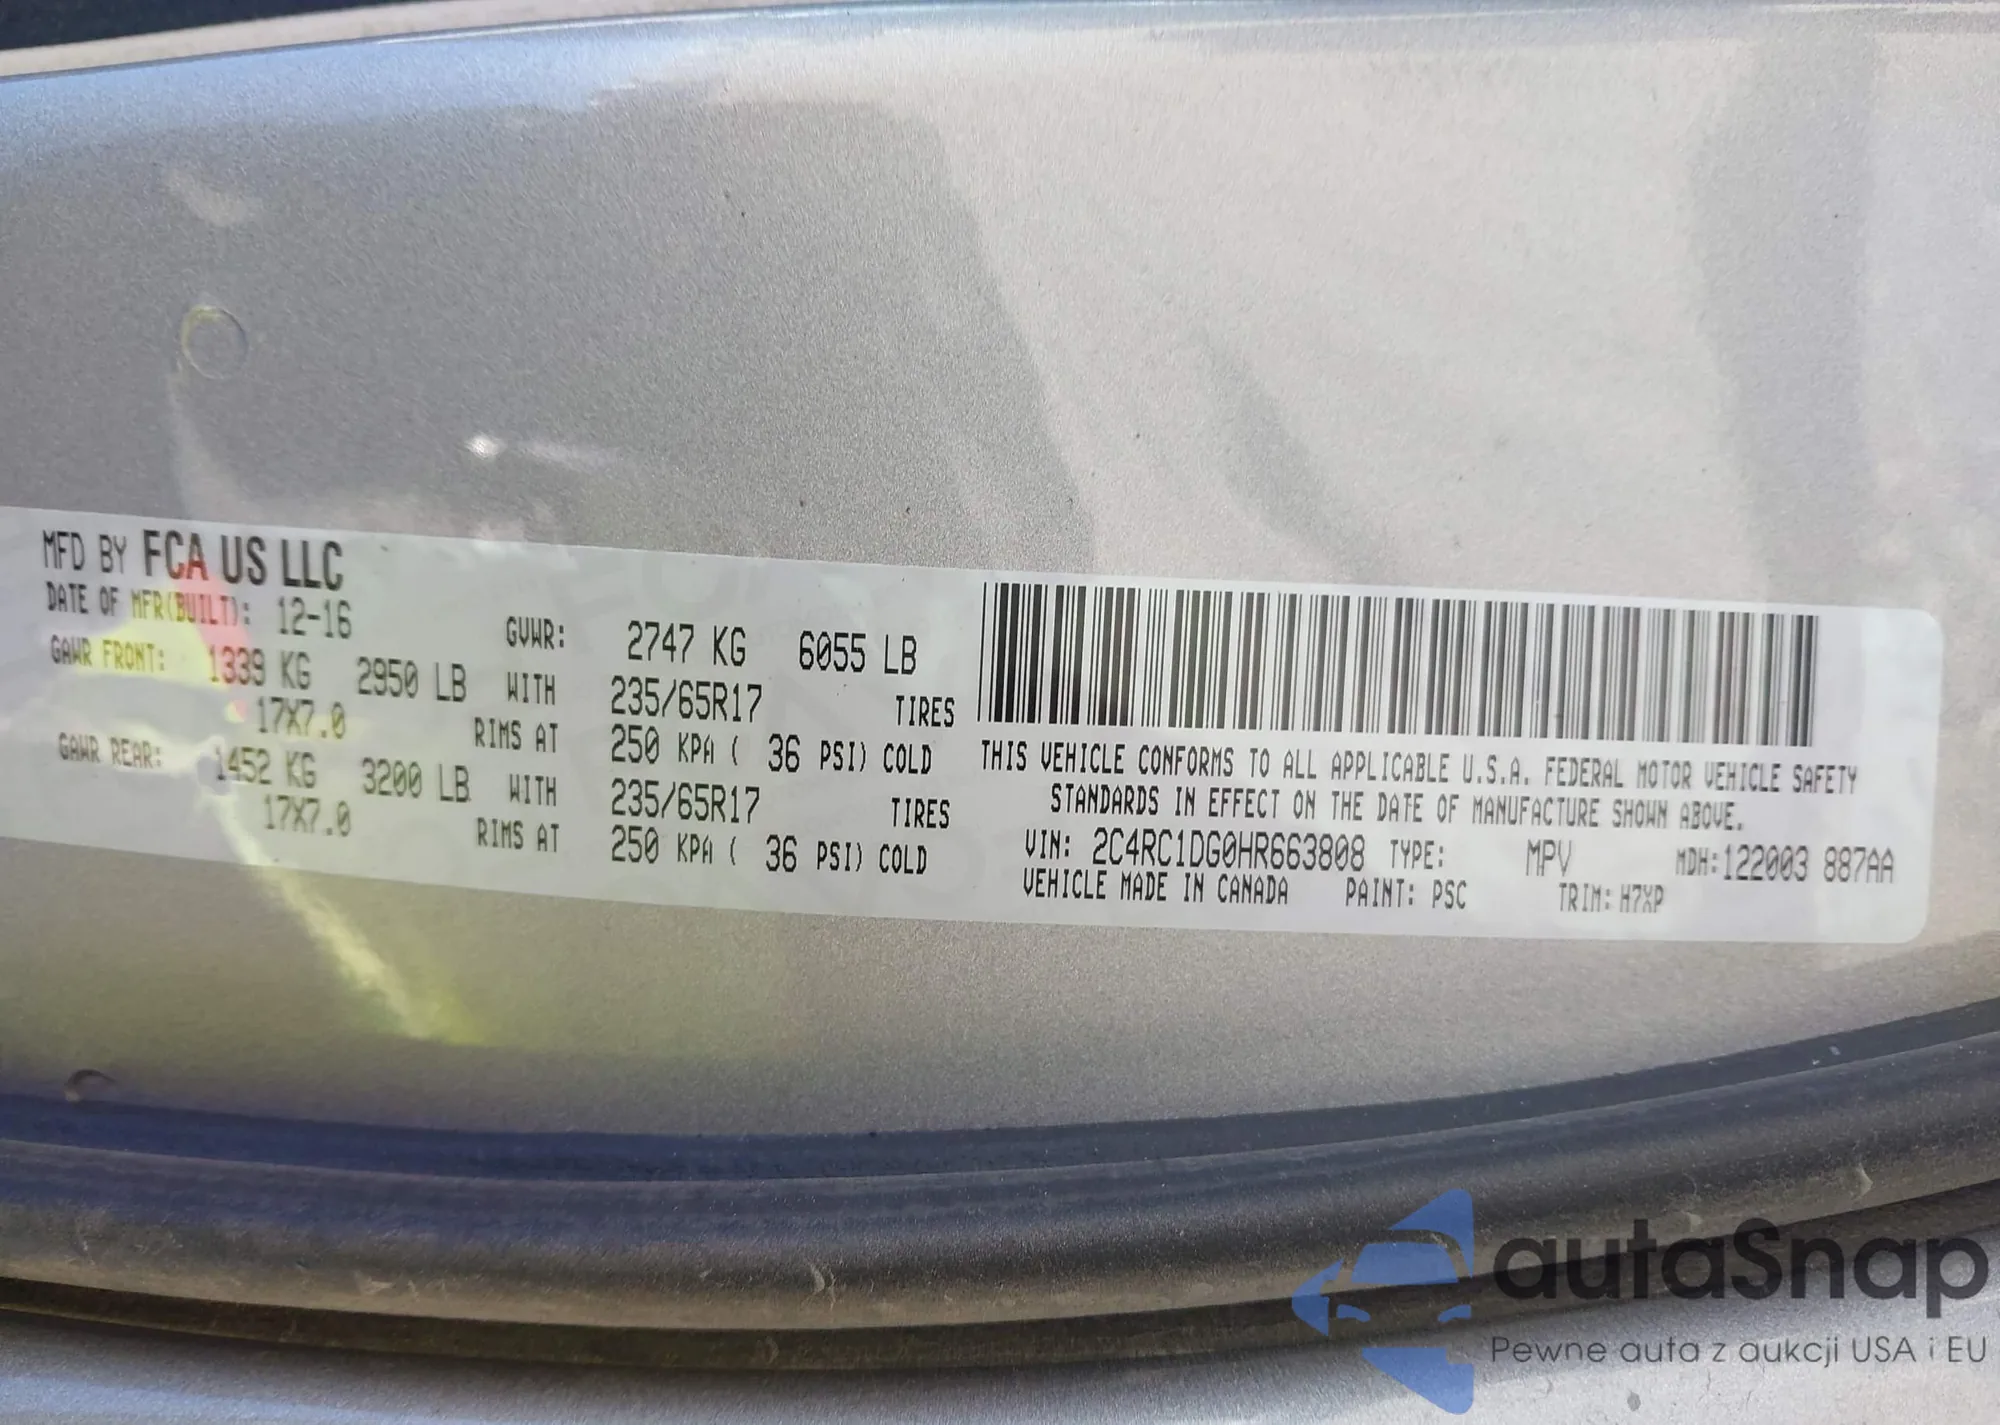 MFD BY FCA US LLC
DATE OF MFR(BUILT): 12-16 GVWR: 2747 KG 6055 LB
GAWR FRONT: 1339 KG 2950 LB WITH 235/65R17 TIRES
17X7.0 RIMS AT 250 KPA ( 36 PSI) COLD
GAWR REAR: 1452 KG 3200 LB WITH 235/65R17 TIRES
17X7.0 RIMS AT 250 KPA ( 36 PSI) COLD
THIS VEHICLE CONFORMS TO ALL APPLICABLE U.S.A. FEDERAL MOTOR VEHICLE SAFETY
STANDARDS IN EFFECT ON THE DATE OF MANUFACTURE SHOWN ABOVE.
VIN: 2C4RC1DG0HR663808 TYPE: MPV MDH:122003 887AA
VEHICLE MADE IN CANADA PAINT: PSC TRIM: H7XP
autaSnap
Pewne auta z aukcji USA i EU